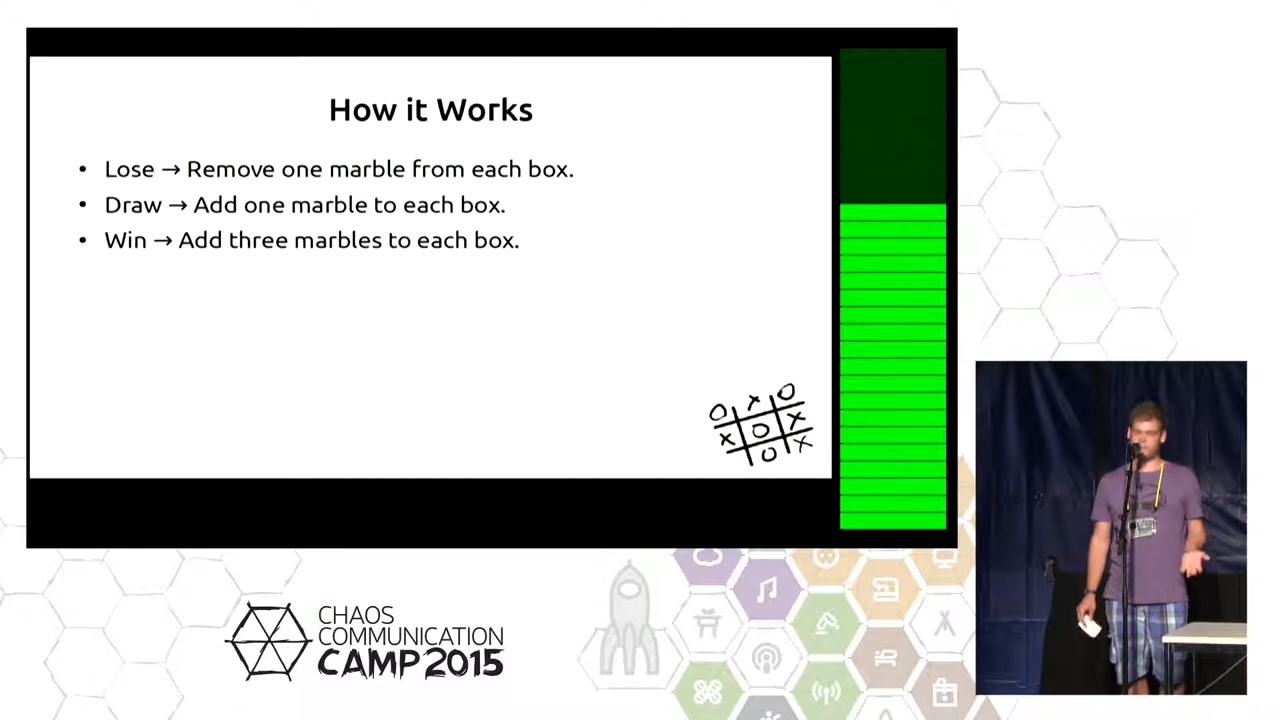 How it Works
• Lose → Remove one marble from each box.
• Draw → Add one marble to each box.
• Win → Add three marbles to each box.
O X O
X O X
O X
CHAOS
COMMUNICATION
CAMP 2015